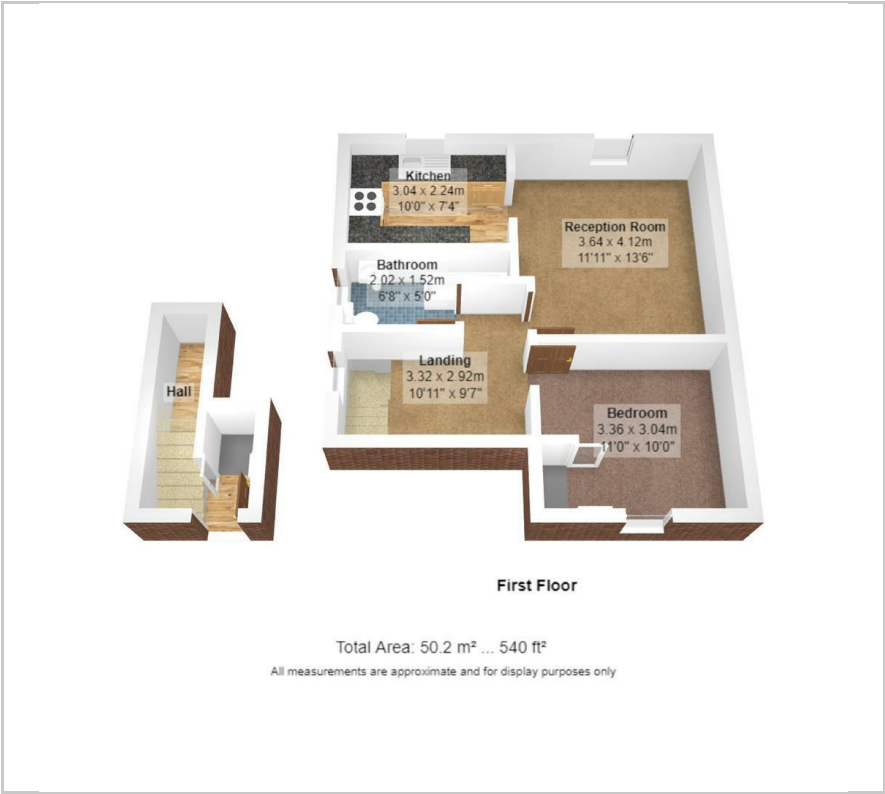 Kitchen
3.04 x 2.24m
10'0" x 7'4"
Reception Room
3.64 x 4.12m
11'11" x 13'6"
Bathroom
2.02 x 1.52m
6'8" x 5'0"
Landing
3.32 x 2.92m
10'11" x 9'7"
Hall
Bedroom
3.36 x 3.04m
11'0" x 10'0"
First Floor
Total Area: 50.2 m² ... 540 ft²
All measurements are approximate and for display purposes only